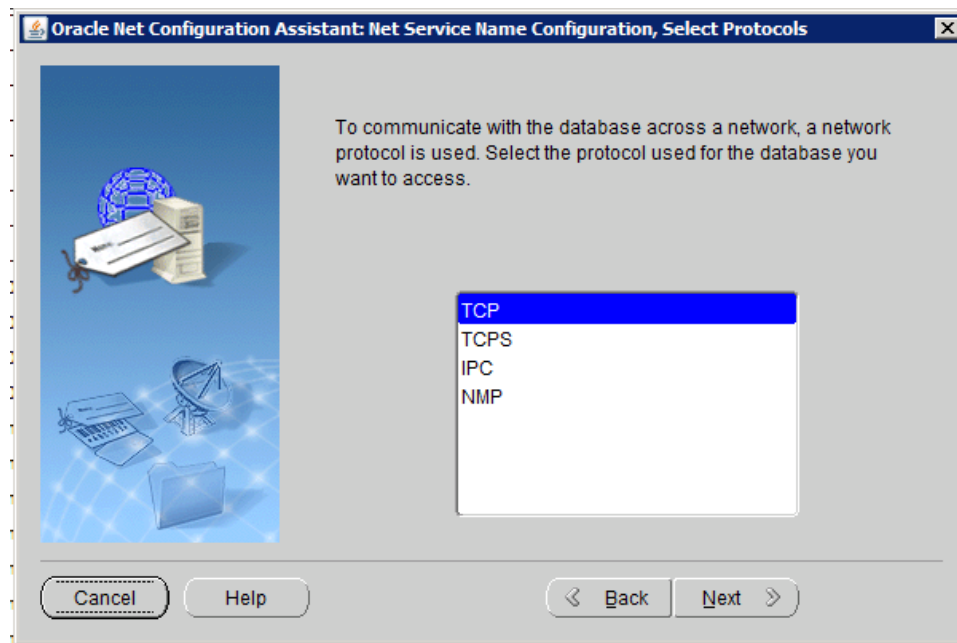 Oracle Net Configuration Assistant: Net Service Name Configuration, Select Protocols
To communicate with the database across a network, a network
protocol is used. Select the protocol used for the database you
want to access.
TCP
TCPS
IPC
NMP
Cancel
Help
Back
Next